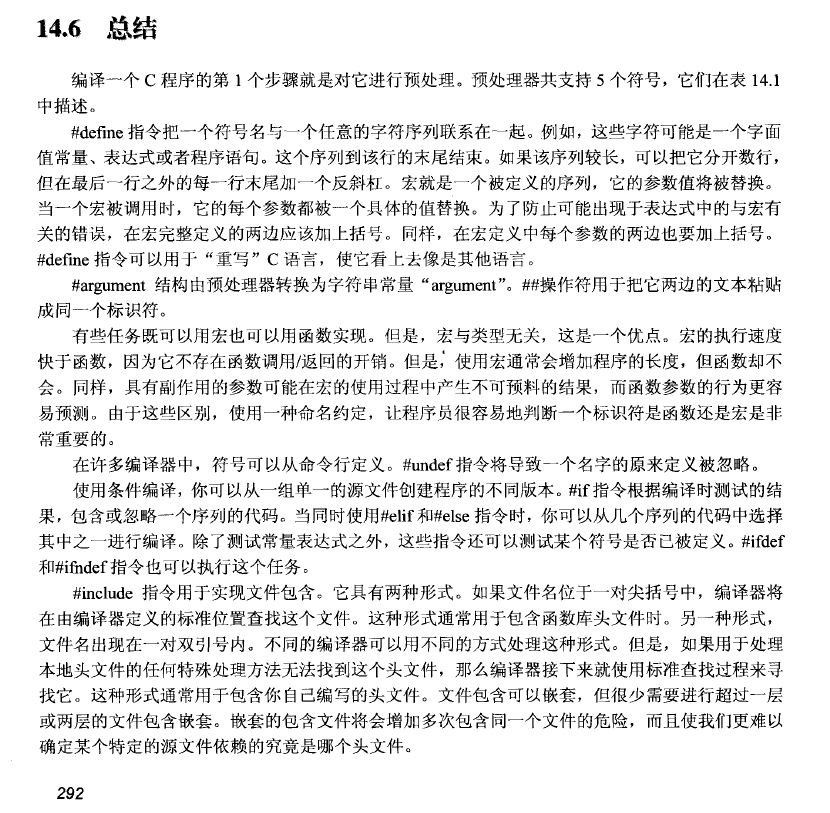 14.6 总结
编译一个 C 程序的第 1 个步骤就是对它进行预处理。预处理器共支持 5 个符号，它们在表 14.1
中描述。
#define 指令把一个符号名与一个任意的字符序列联系在一起。例如，这些字符可能是一个字面
值常量、表达式或者程序语句。这个序列到该行的末尾结束。如果该序列较长，可以把它分开数行，
但在最后一行之外的每一行末尾加一个反斜杠。宏就是一个被定义的序列，它的参数值将被替换。
当一个宏被调用时，它的每个参数都被一个具体的值替换。为了防止可能出现于表达式中的与宏有
关的错误，在宏完整定义的两边应该加上括号。同样，在宏定义中每个参数的两边也要加上括号。
#define 指令可以用于“重写”C 语言，使它看上去像是其他语言。
#argument 结构由预处理器转换为字符串常量“argument”。##操作符用于把它两边的文本粘贴
成同一个标识符。
有些任务既可以用宏也可以用函数实现。但是，宏与类型无关，这是一个优点。宏的执行速度
快于函数，因为它不存在函数调用/返回的开销。但是，使用宏通常会增加程序的长度，但函数却不
会。同样，具有副作用的参数可能在宏的使用过程中产生不可预料的结果，而函数参数的行为更容
易预测。由于这些区别，使用一种命名约定，让程序员很容易地判断一个标识符是函数还是宏是非
常重要的。
在许多编译器中，符号可以从命令行定义。#undef 指令将导致一个名字的原来定义被忽略。
使用条件编译，你可以从一组单一的源文件创建程序的不同版本。#if 指令根据编译时测试的结
果，包含或忽略一个序列的代码。当同时使用#elif 和#else 指令时，你可以从几个序列的代码中选择
其中之一进行编译。除了测试常量表达式之外，这些指令还可以测试某个符号是否已被定义。#ifdef
和#ifndef 指令也可以执行这个任务。
#include 指令用于实现文件包含。它具有两种形式。如果文件名位于一对尖括号中，编译器将
在由编译器定义的标准位置查找这个文件。这种形式通常用于包含函数库头文件时。另一种形式，
文件名出现在一对双引号内。不同的编译器可以用不同的方式处理这种形式。但是，如果用于处理
本地头文件的任何特殊处理方法无法找到这个头文件，那么编译器接下来就使用标准查找过程来寻
找它。这种形式通常用于包含你自己编写的头文件。文件包含可以嵌套，但很少需要进行超过一层
或两层的文件包含嵌套。嵌套的包含文件将会增加多次包含同一个文件的危险，而且使我们更难以
确定某个特定的源文件依赖的究竟是哪个头文件。
292